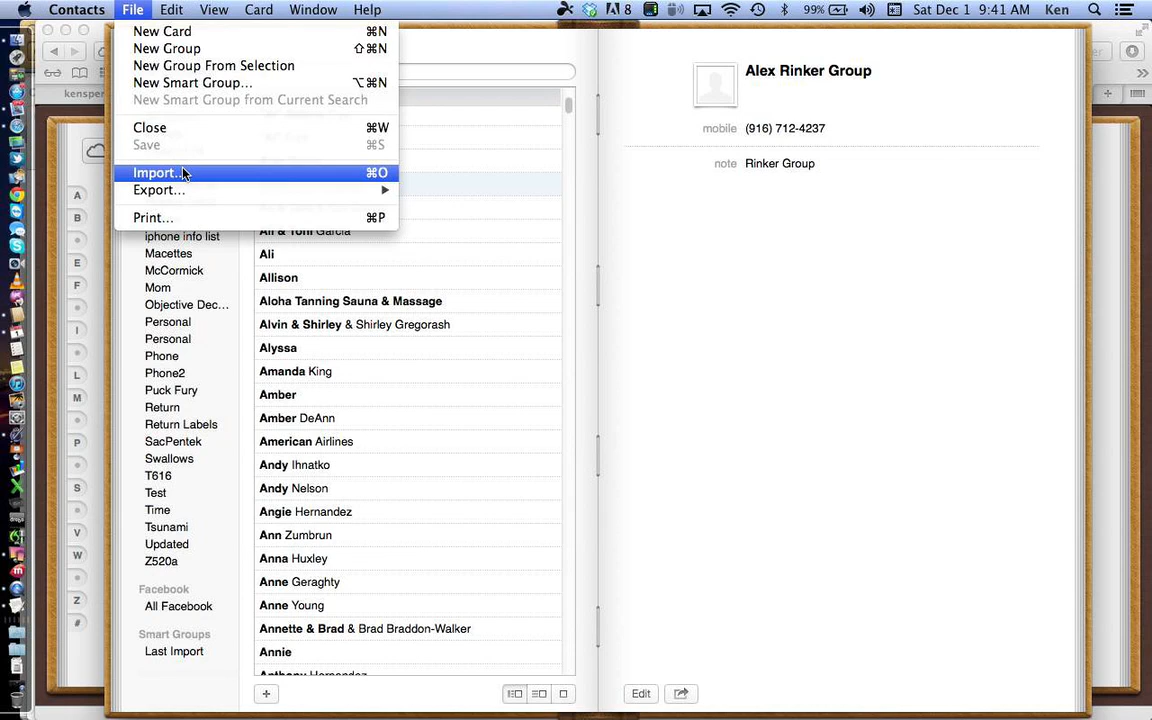 Contacts File Edit View Card Window Help 8 99% Sat Dec 1 9:41 AM Ken
New Card ⌘N
New Group ⇧⌘N
New Group From Selection
New Smart Group... ⌥⌘N
New Smart Group from Current Search
Close ⌘W
Save ⌘S
Import... ⌘O
Export...
Print... ⌘P
kensper
A
B
E
F
I
L
M
P
S
V
W
Z
#
iphone info list
Macettes
McCormick
Mom
Objective Dec...
Personal
Personal
Phone
Phone2
Puck Fury
Return
Return Labels
SacPentek
Swallows
T616
Test
Time
Tsunami
Updated
Z520a
Facebook
All Facebook
Smart Groups
Last Import
Ali & Toni Garcia
Ali
Allison
Aloha Tanning Sauna & Massage
Alvin & Shirley & Shirley Gregorash
Alyssa
Amanda King
Amber
Amber DeAnn
American Airlines
Andy Ihnatko
Andy Nelson
Angie Hernandez
Ann Zumbrun
Anna Huxley
Anne Geraghty
Anne Young
Annette & Brad & Brad Braddon-Walker
Annie
Anthony Hernandez
Alex Rinker Group
mobile (916) 712-4237
note Rinker Group
Edit